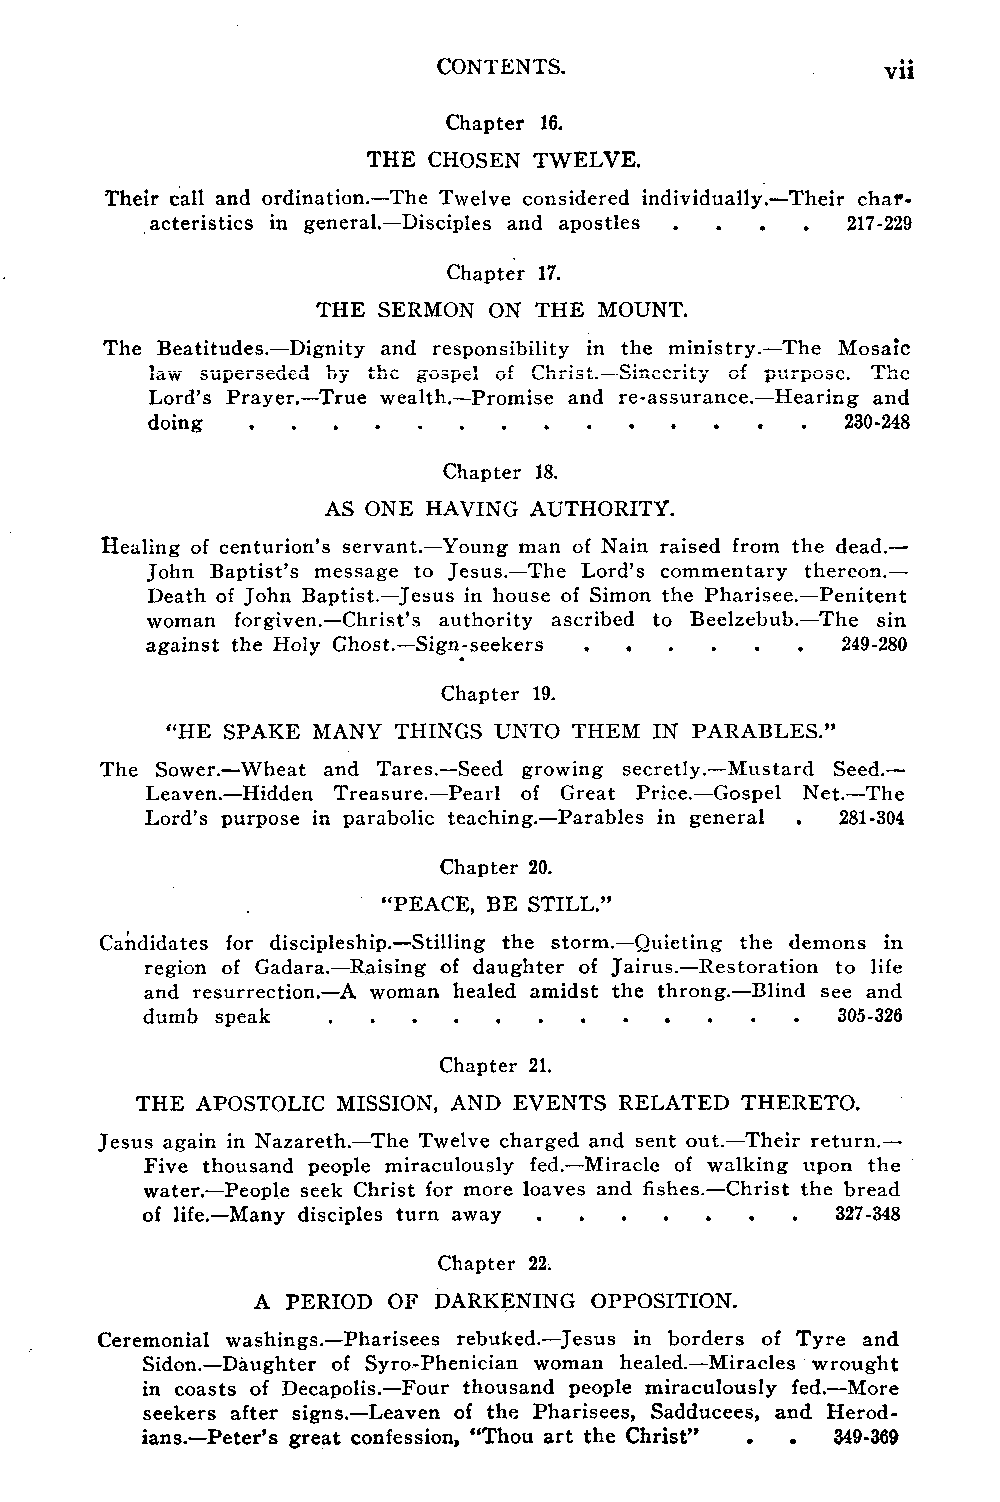 CONTENTS. vii
Chapter 16.
THE CHOSEN TWELVE.
Their call and ordination.—The Twelve considered individually.—Their char-
acteristics in general.—Disciples and apostles . . . . 217-229
Chapter 17.
THE SERMON ON THE MOUNT.
The Beatitudes.—Dignity and responsibility in the ministry.—The Mosaic
law superseded by the gospel of Christ.—Sincerity of purpose. The
Lord's Prayer.—True wealth.—Promise and re-assurance.—Hearing and
doing . . . . . . . . . . . . . . 230-248
Chapter 18.
AS ONE HAVING AUTHORITY.
Healing of centurion's servant.—Young man of Nain raised from the dead.—
John Baptist's message to Jesus.—The Lord's commentary thereon.—
Death of John Baptist.—Jesus in house of Simon the Pharisee.—Penitent
woman forgiven.—Christ's authority ascribed to Beelzebub.—The sin
against the Holy Ghost.—Sign-seekers . . . . . . 249-280
Chapter 19.
"HE SPAKE MANY THINGS UNTO THEM IN PARABLES."
The Sower.—Wheat and Tares.—Seed growing secretly.—Mustard Seed.—
Leaven.—Hidden Treasure.—Pearl of Great Price.—Gospel Net.—The
Lord's purpose in parabolic teaching.—Parables in general . 281-304
Chapter 20.
"PEACE, BE STILL."
Candidates for discipleship.—Stilling the storm.—Quieting the demons in
region of Gadara.—Raising of daughter of Jairus.—Restoration to life
and resurrection.—A woman healed amidst the throng.—Blind see and
dumb speak . . . . . . . . . . . . 305-326
Chapter 21.
THE APOSTOLIC MISSION, AND EVENTS RELATED THERETO.
Jesus again in Nazareth.—The Twelve charged and sent out.—Their return.—
Five thousand people miraculously fed.—Miracle of walking upon the
water.—People seek Christ for more loaves and fishes.—Christ the bread
of life.—Many disciples turn away . . . . . . . 327-348
Chapter 22.
A PERIOD OF DARKENING OPPOSITION.
Ceremonial washings.—Pharisees rebuked.—Jesus in borders of Tyre and
Sidon.—Daughter of Syro-Phenician woman healed.—Miracles wrought
in coasts of Decapolis.—Four thousand people miraculously fed.—More
seekers after signs.—Leaven of the Pharisees, Sadducees, and Herod-
ians.—Peter's great confession, "Thou art the Christ" . . 349-369